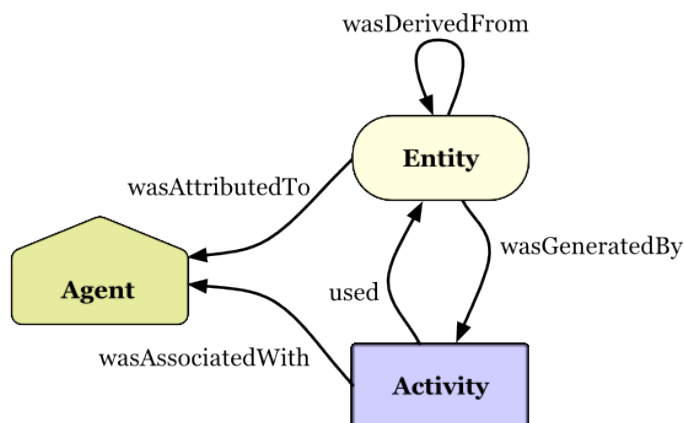 wasDerivedFrom
Entity
wasAttributedTo
wasGeneratedBy
Agent
used
wasAssociatedWith
Activity